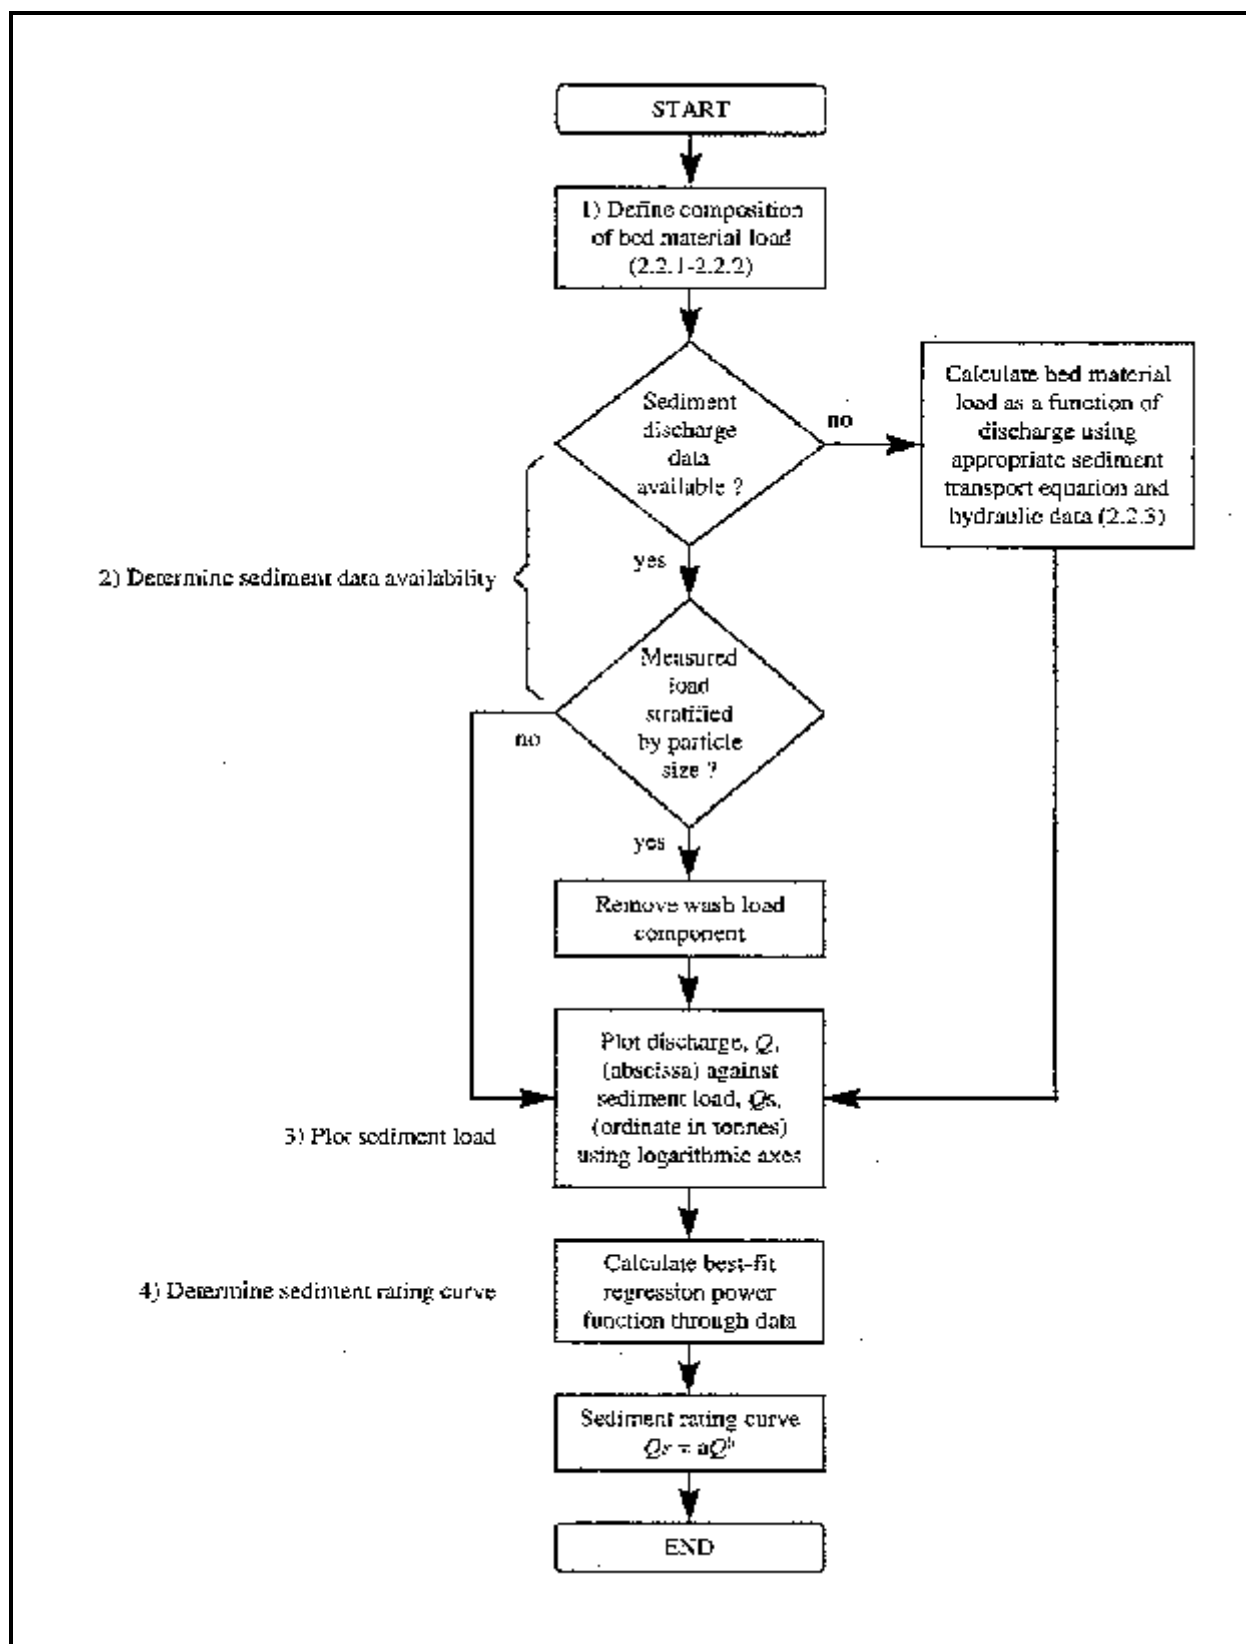 START
1) Define composition
of bed material load
(2.2.1-2.2.2)
Sediment
discharge
data
available ?
no
Calculate bed material
load as a function of
discharge using
appropriate sediment
transport equation and
hydraulic data (2.2.3)
yes
2) Determine sediment data availability
Measured
load
stratified
by particle
size ?
no
yes
Remove wash load
component
Plot discharge, Q,
(abscissa) against
sediment load, Qs,
(ordinate in tonnes)
using logarithmic axes
3) Plot sediment load
Calculate best-fit
regression power
function through data
4) Determine sediment rating curve
Sediment rating curve
Qs = aQᵇ
END